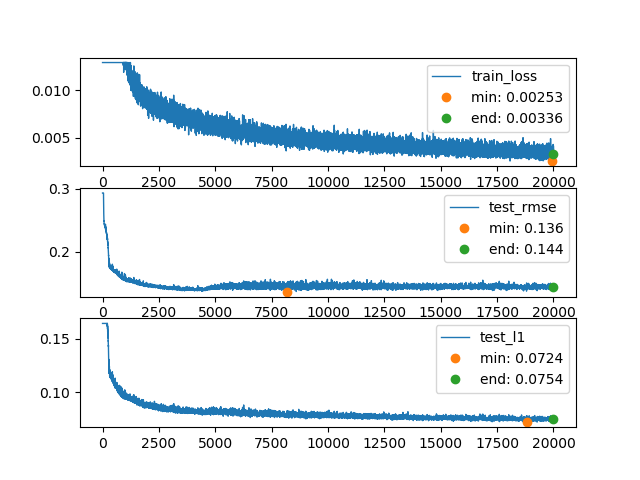 0.010
0.005
train_loss
min: 0.00253
end: 0.00336
0 2500 5000 7500 10000 12500 15000 17500 20000
0.3
0.2
test_rmse
min: 0.136
end: 0.144
0 2500 5000 7500 10000 12500 15000 17500 20000
0.15
0.10
test_l1
min: 0.0724
end: 0.0754
0 2500 5000 7500 10000 12500 15000 17500 20000